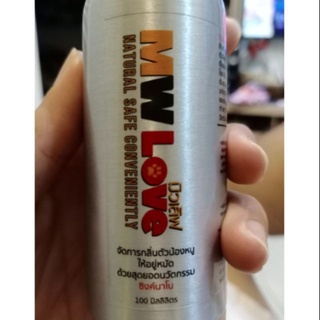 MW Love
NATURAL SAFE CONVENIENTLY
มิวเลิฟ
จัดการกลิ่นตัวน้องหมู
ให้อยู่หมัด
ด้วยสุดยอดนวัตกรรม
ซิงค์นาโน
100 มิลลิลิตร